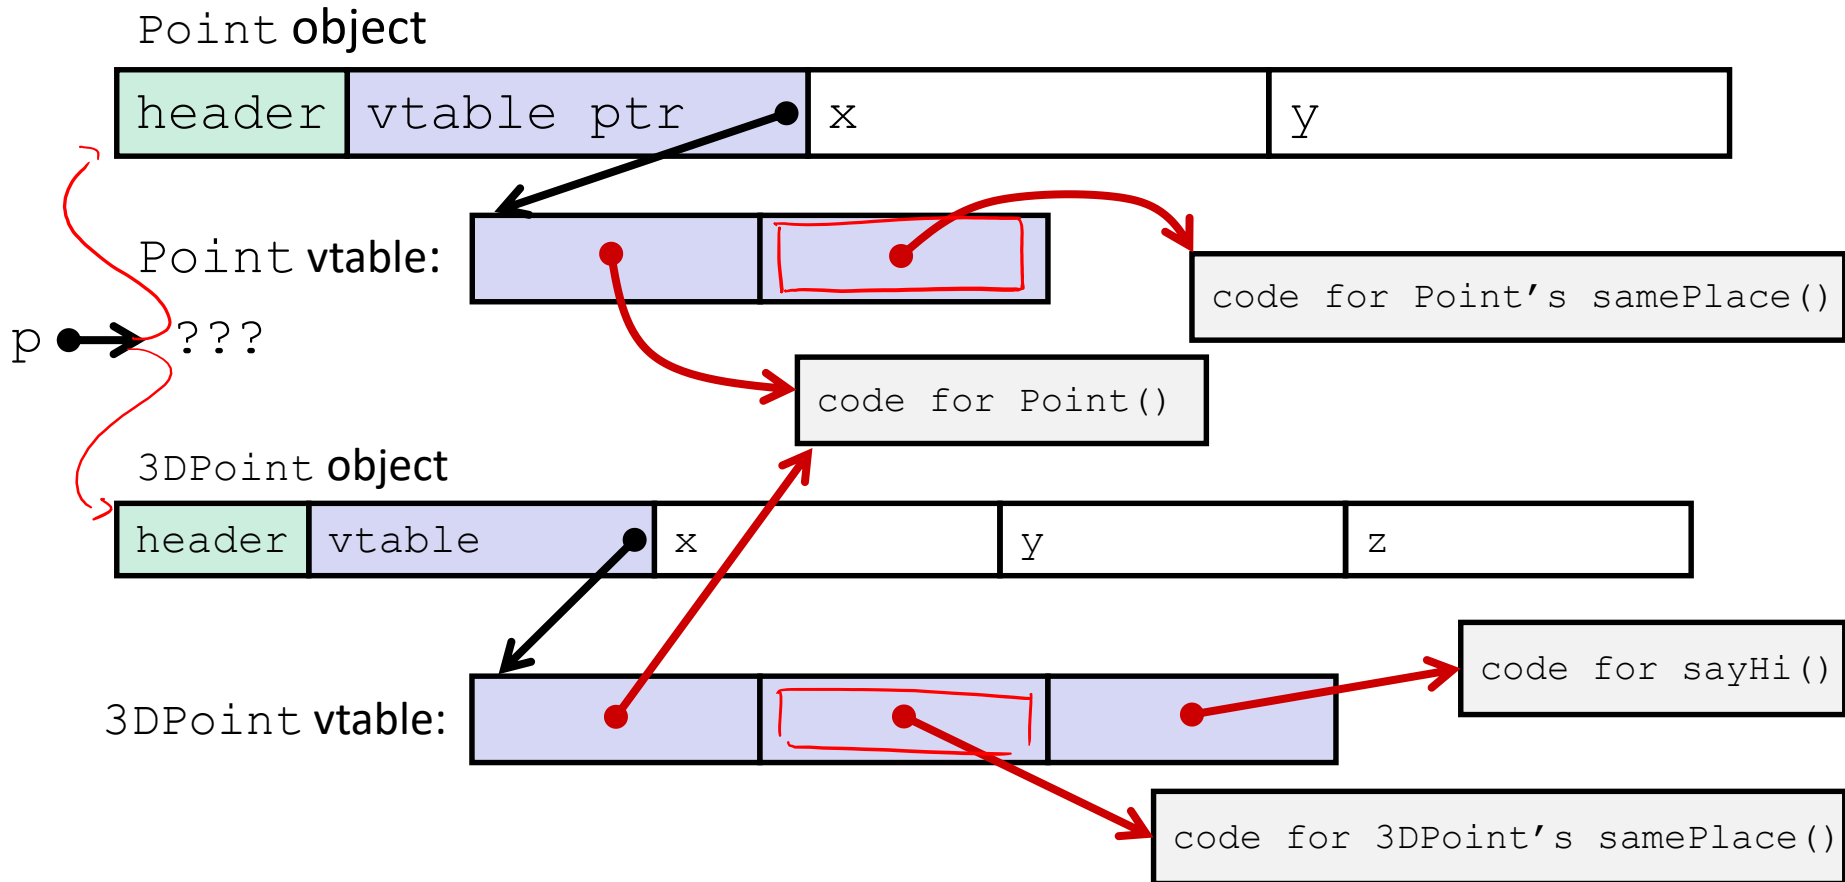 Point object
header vtable ptr x y
Point vtable:
code for Point's samePlace()
p ???
code for Point()
3DPoint object
header vtable x y z
code for sayHi()
3DPoint vtable:
code for 3DPoint's samePlace()